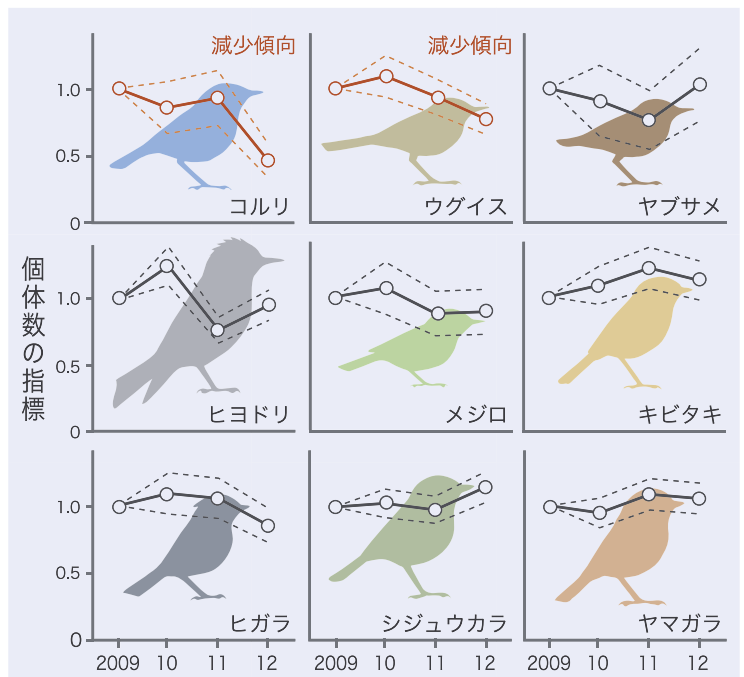 個体数の指標
減少傾向
1.0
0.5
0
コルリ
減少傾向
ウグイス
ヤブサメ
1.0
0.5
0
ヒヨドリ
メジロ
キビタキ
1.0
0.5
0
ヒガラ
シジュウカラ
ヤマガラ
2009 10 11 12
2009 10 11 12
2009 10 11 12